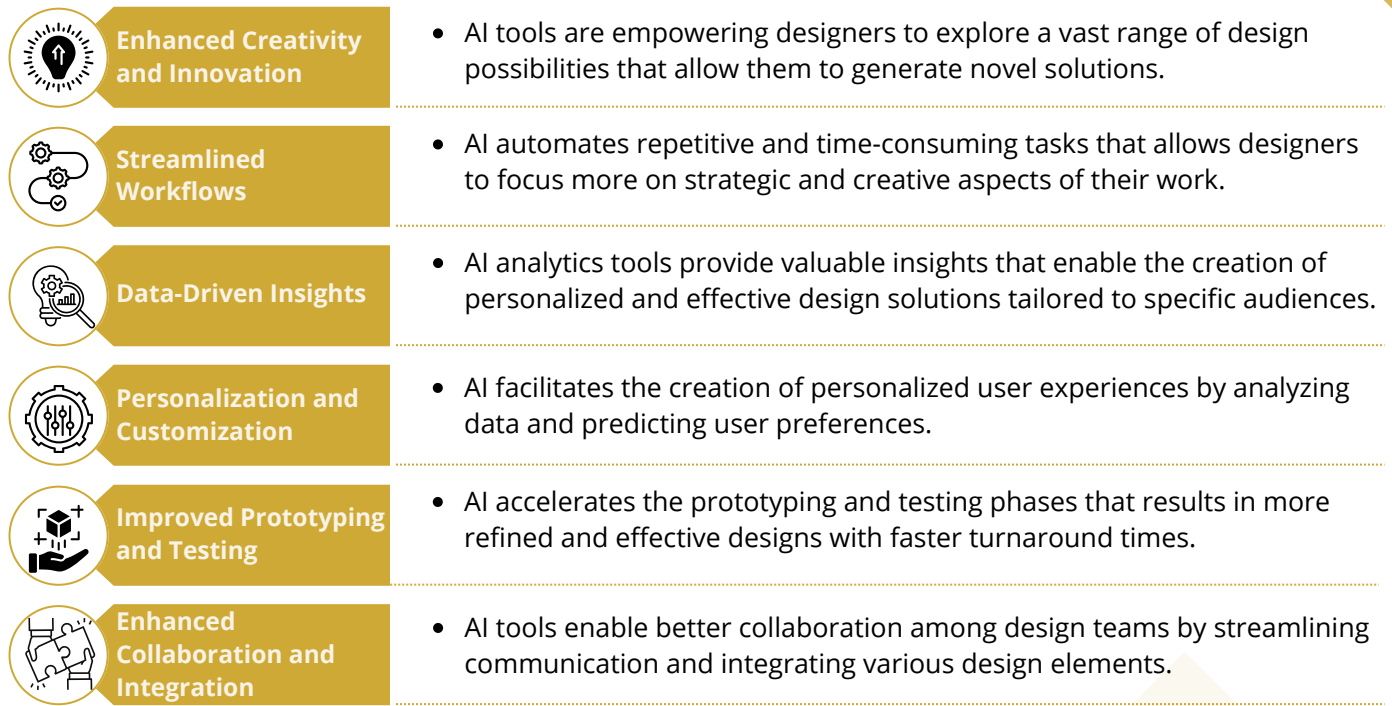 Enhanced Creativity
and Innovation
• AI tools are empowering designers to explore a vast range of design
possibilities that allow them to generate novel solutions.
Streamlined
Workflows
• AI automates repetitive and time-consuming tasks that allows designers
to focus more on strategic and creative aspects of their work.
Data-Driven Insights
• AI analytics tools provide valuable insights that enable the creation of
personalized and effective design solutions tailored to specific audiences.
Personalization and
Customization
• AI facilitates the creation of personalized user experiences by analyzing
data and predicting user preferences.
Improved Prototyping
and Testing
• AI accelerates the prototyping and testing phases that results in more
refined and effective designs with faster turnaround times.
Enhanced
Collaboration and
Integration
• AI tools enable better collaboration among design teams by streamlining
communication and integrating various design elements.